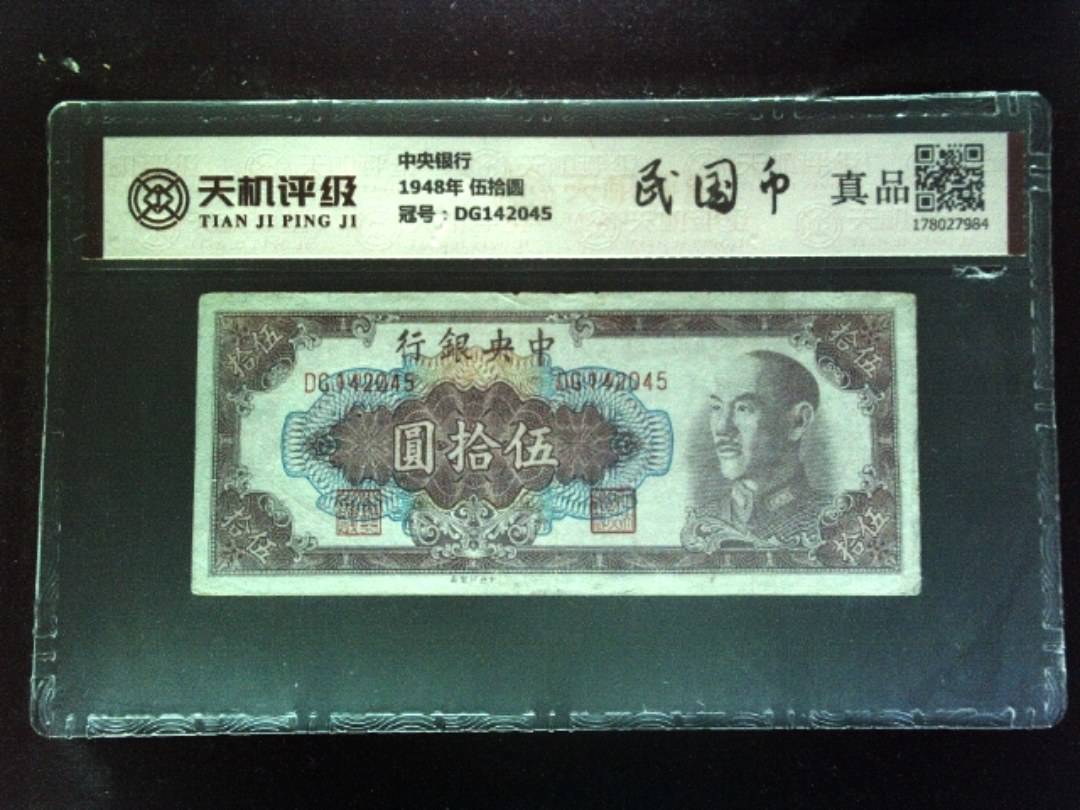 天机评级
TIAN JI PING JI
中央银行
1948年 伍拾圆
冠号：DG142045
民国币
真品
178027984
拾伍
拾伍
行銀央中
DG142045
DG142045
圓拾伍
拾伍
拾伍